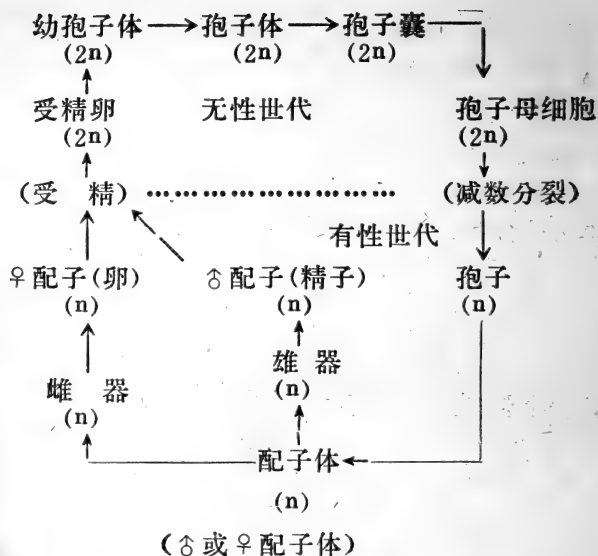 幼孢子体→孢子体→孢子囊
(2n) (2n) (2n)
受精卵 无性世代 孢子母细胞
(2n) (2n)
(受 精)…………………………(减数分裂)
有性世代
♀配子(卵) ♂配子(精子) 孢子
(n) (n) (n)
雌 器 雄 器
(n) (n)
配子体
(n)
(♂或♀配子体)